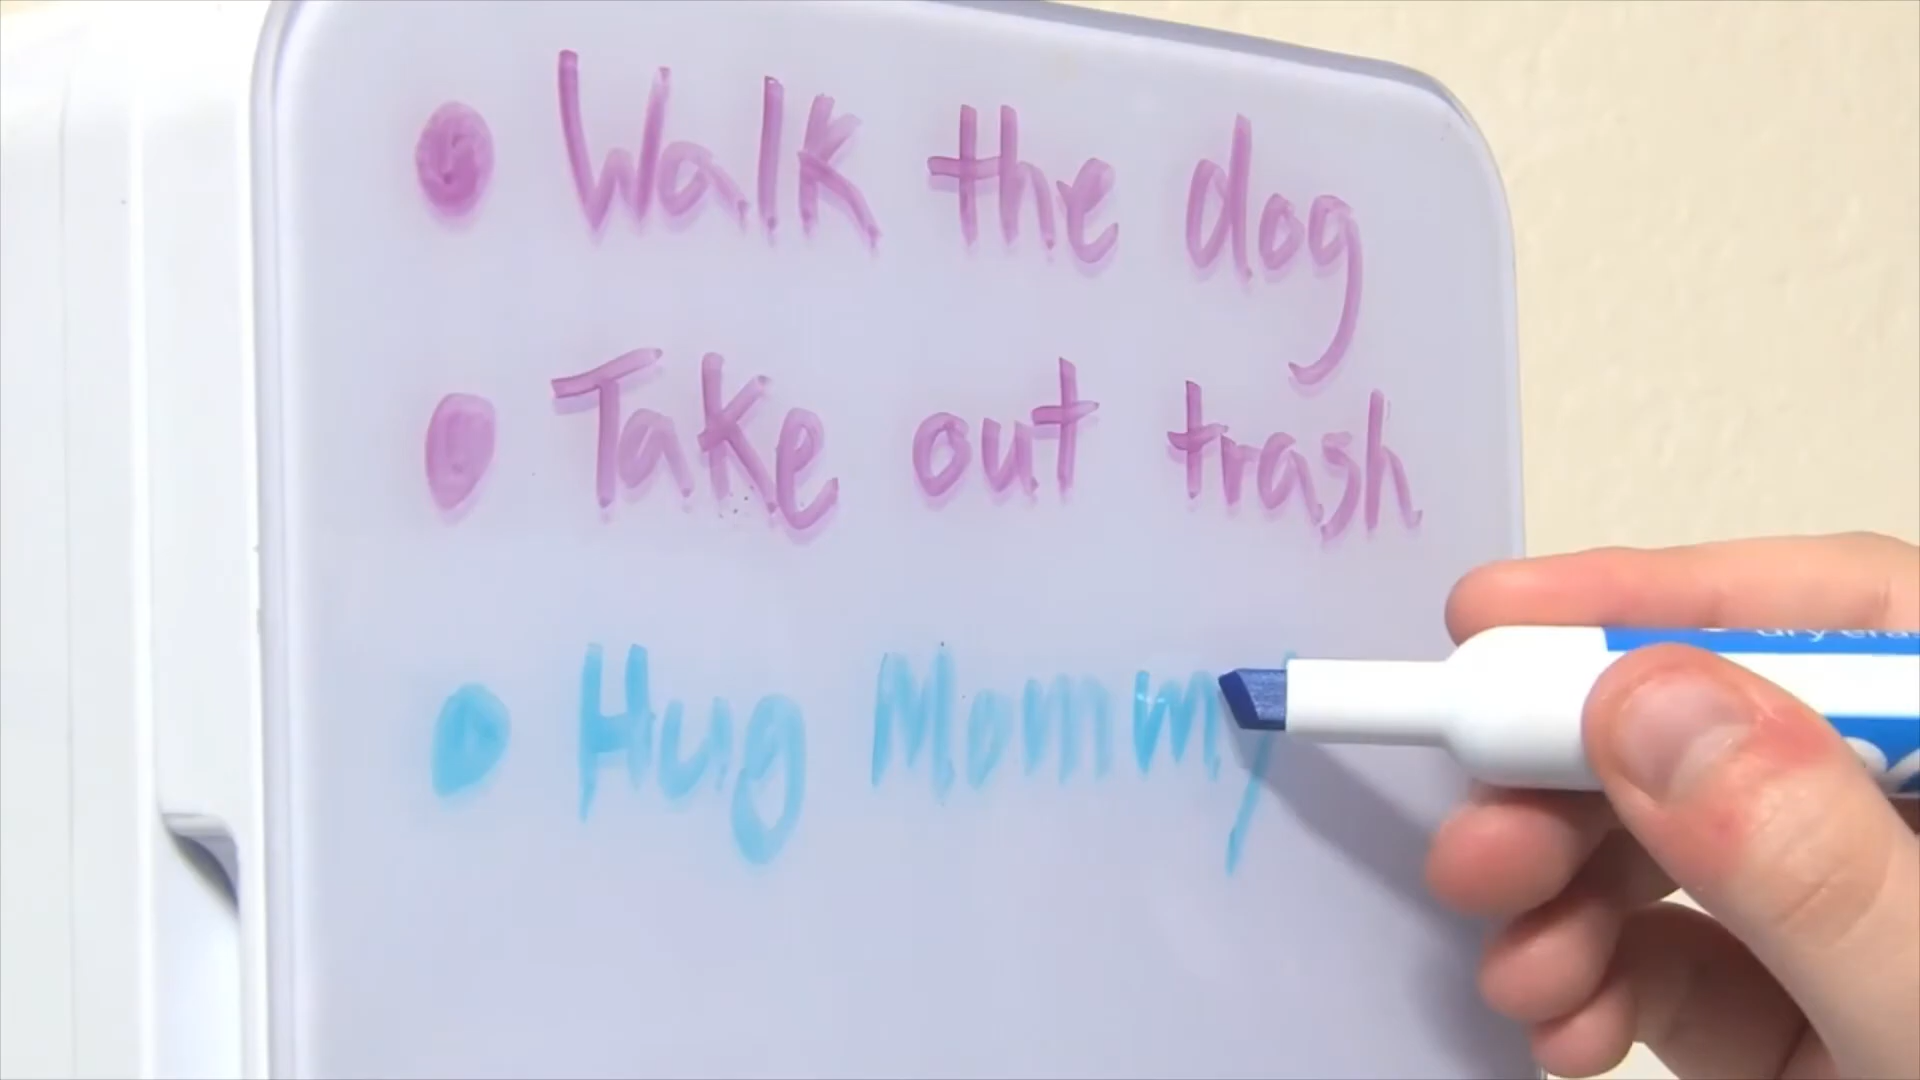 • Walk the dog
• Take out trash
• Hug Mommy